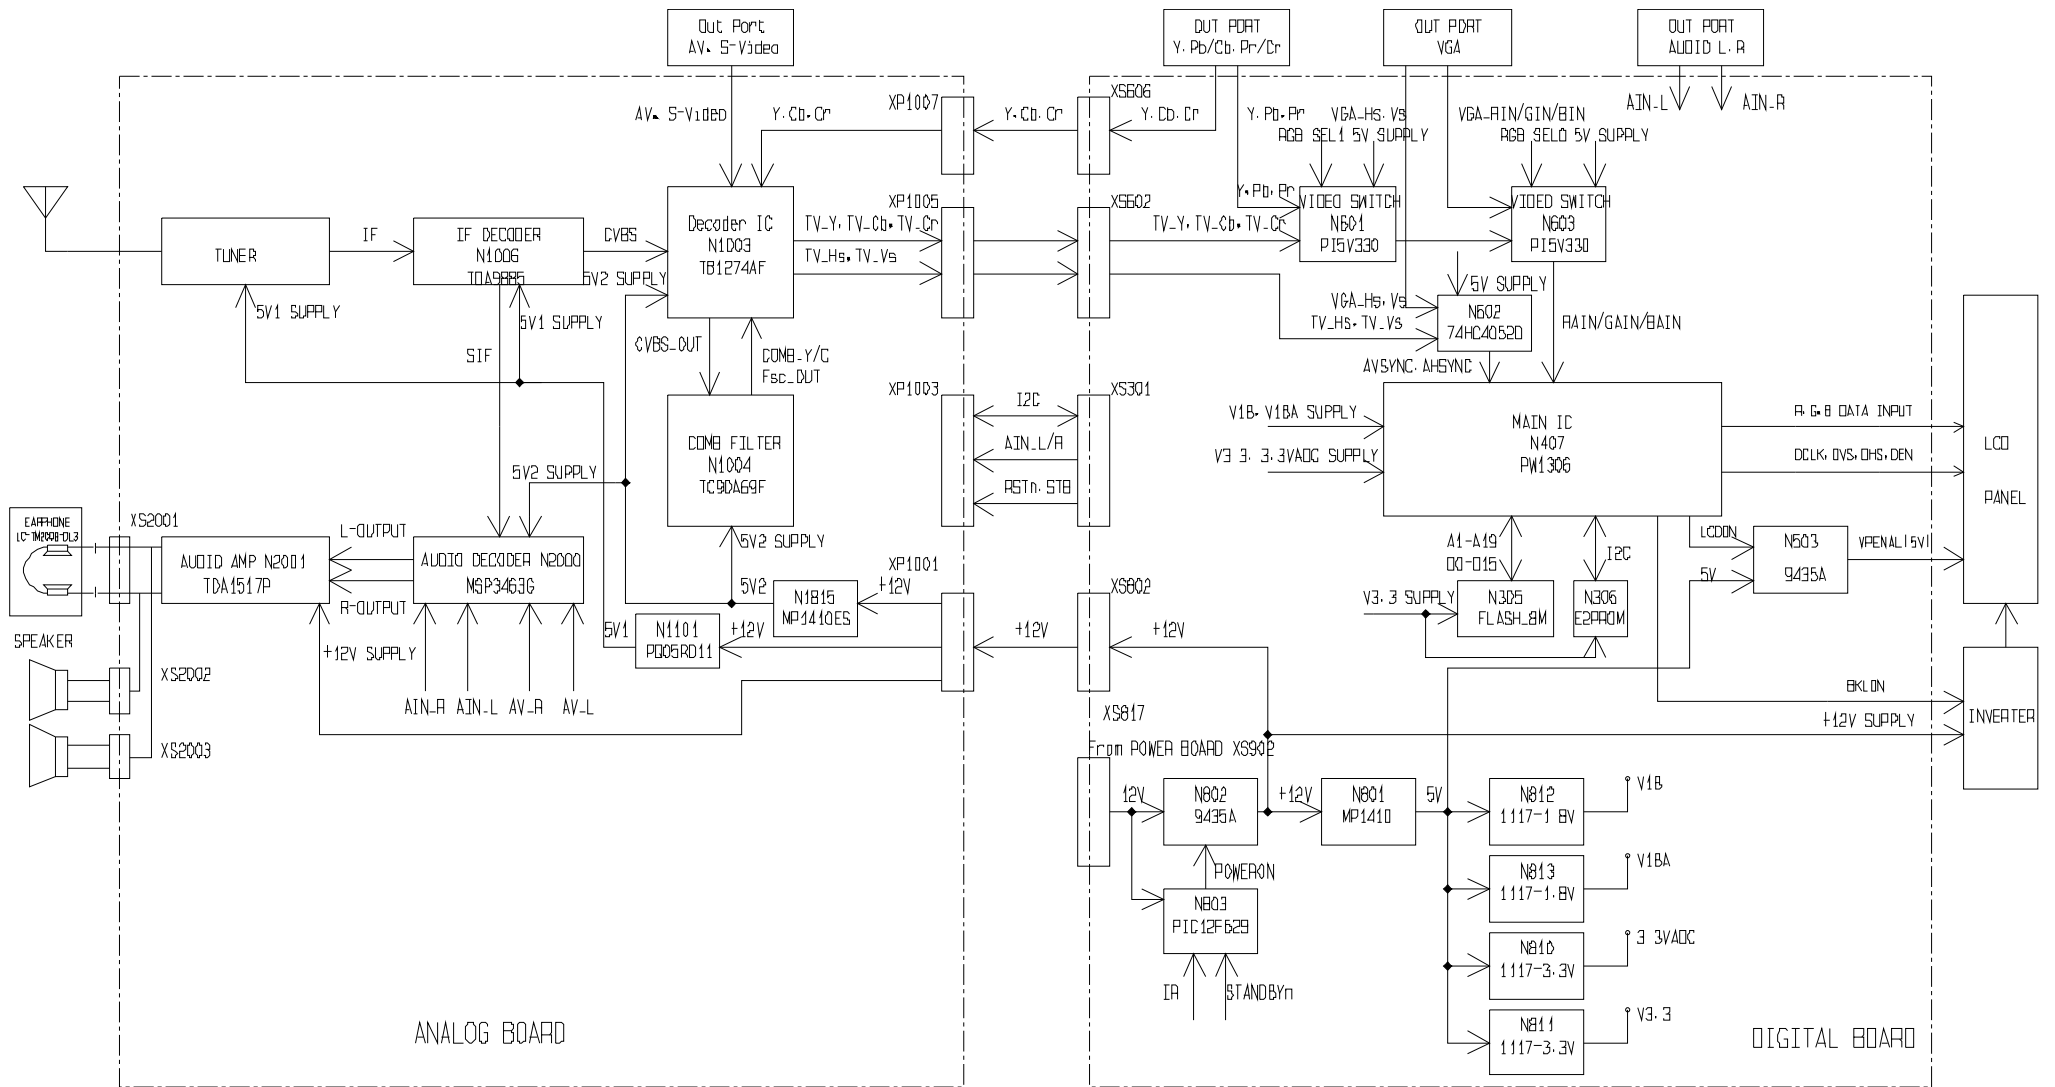 Out Port
AV. S-Video
OUT PORT
Y. Pb/Cb. Pr/Cr
OUT PORT
VGA
OUT PORT
AUDIO L. R
XP1007
XS606
AV. S-Video
Y. Cb. Cr
Y. Cb. Cr
Y. Cb. Cr
Y. Pb. Pr
VGA_Hs. Vs
VGA_RIN/GIN/BIN
AIN_L
AIN_R
RGB SEL1 5V SUPPLY
RGB SEL0 5V SUPPLY
XP1005
XS602
Y. Pb. Pr
TUNER
IF
IF DECODER
N1006
TDA9885
CVBS
Decoder IC
N1003
TB1274AF
TV_Y, TV_Cb, TV_Cr
TV_Hs, TV_Vs
TV_Y, TV_Cb, TV_Cr
VIDEO SWITCH
N601
PI5V330
VIDEO SWITCH
N603
PI5V330
5V2 SUPPLY
5V SUPPLY
5V1 SUPPLY
5V1 SUPPLY
VGA_Hs, Vs
TV_Hs, TV_Vs
N602
74HC4052D
RAIN/GAIN/BAIN
SIF
CVBS_OUT
COMB_Y/C
Fsc_OUT
AVSYNC. AHSYNC
XP1003
XS301
I2C
AIN_L/R
RSTn. STB
COMB FILTER
N1004
TC90A69F
V18. V18A SUPPLY
V3 3. 3.3VADC SUPPLY
MAIN IC
N407
PW1306
R. G. B DATA INPUT
DCLK, DVS, DHS, DEN
LCD
PANEL
5V2 SUPPLY
EARPHONE
XS2001
AUDIO AMP N2001
TDA1517P
L-OUTPUT
R-OUTPUT
AUDIO DECODER N2000
MSP3463G
5V2 SUPPLY
A1-A19
D0-D15
I2C
LCDON
5V
N503
9435A
VPENAL(5V)
XP1001
XS802
5V2
N1815
MP1410ES
+12V
V3.3 SUPPLY
N305
FLASH_8M
N306
E2PROM
SPEAKER
+12V SUPPLY
5V1
N1101
PQ05RD11
+12V
+12V
+12V
XS2002
AIN_R
AIN_L
AV_R
AV_L
BKLON
+12V SUPPLY
INVERTER
XS817
XS2003
From POWER BOARD XS902
12V
N802
9435A
+12V
N801
MP1410
5V
N812
1117-1 8V
V18
POWERON
N813
1117-1.8V
V18A
N803
PIC12F629
N810
1117-3.3V
3 3VADC
IR
STANDBYn
N811
1117-3.3V
V3.3
ANALOG BOARD
DIGITAL BOARD